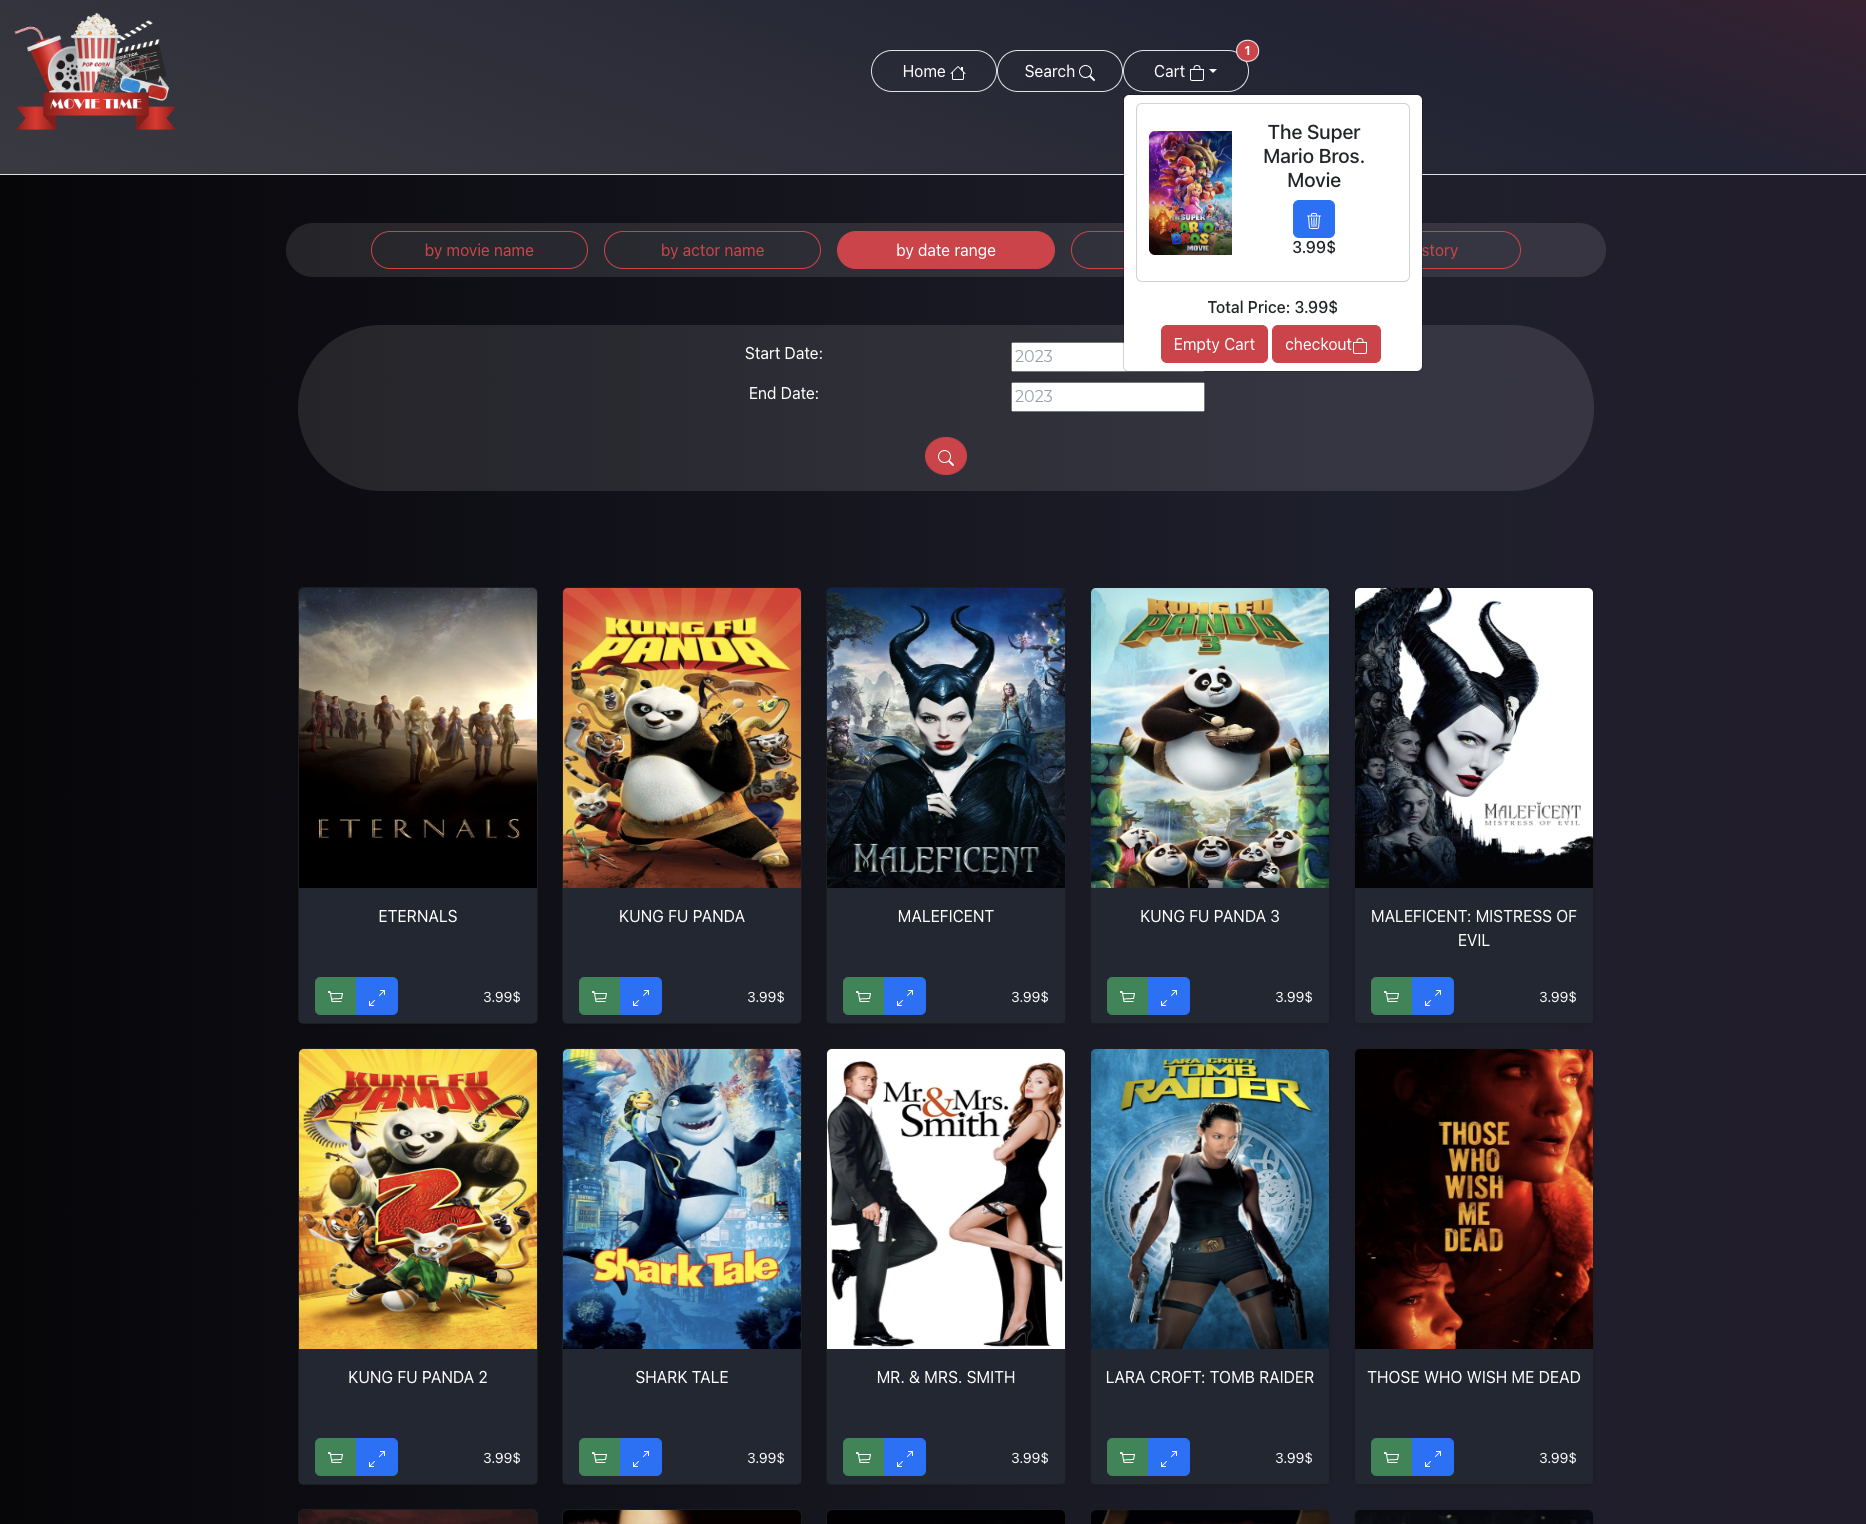 POP CORN
MOVIE TIME
Home
Search
Cart
1
The Super
Mario Bros.
Movie
SUPER
MARIO
BROS
MOVIE
3.99$
Total Price: 3.99$
Empty Cart
checkout
by movie name
by actor name
by date range
story
Start Date:
2023
End Date:
2023
ETERNALS
KUNG FU
PANDA
MALEFICENT
KUNG FU
PANDA
3
MALEFICENT
MISTRESS OF EVIL
ETERNALS
KUNG FU PANDA
MALEFICENT
KUNG FU PANDA 3
MALEFICENT: MISTRESS OF
EVIL
3.99$
3.99$
3.99$
3.99$
3.99$
KUNG FU
PANDA
2
Shark Tale
Mr. & Mrs.
Smith
LARA CROFT
TOMB
RAIDER
THOSE
WHO
WISH
ME
DEAD
KUNG FU PANDA 2
SHARK TALE
MR. & MRS. SMITH
LARA CROFT: TOMB RAIDER
THOSE WHO WISH ME DEAD
3.99$
3.99$
3.99$
3.99$
3.99$